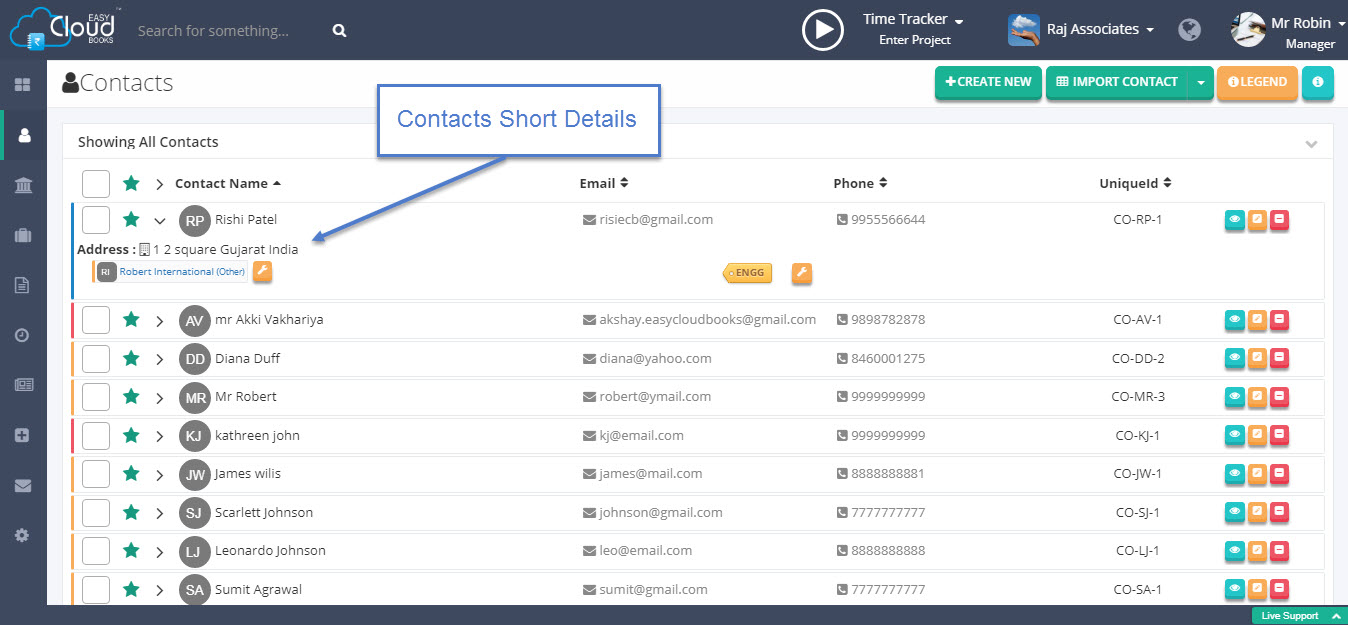 EASY
Cloud
BOOKS
™
Search for something...
Time Tracker
Enter Project
Raj Associates
Mr Robin
Manager
Contacts
CREATE NEW
IMPORT CONTACT
LEGEND
Contacts Short Details
Showing All Contacts
Contact Name Email Phone UniqueId
RP Rishi Patel risiecb@gmail.com 9955566644 CO-RP-1
Address : 1 2 square Gujarat India
RI Robert International (Other) ENGG
AV mr Akki Vakhariya akshay.easycloudbooks@gmail.com 9898782878 CO-AV-1
DD Diana Duff diana@yahoo.com 8460001275 CO-DD-2
MR Mr Robert robert@ymail.com 9999999999 CO-MR-3
KJ kathreen john kj@email.com 9999999999 CO-KJ-1
JW James wilis james@mail.com 8888888881 CO-JW-1
SJ Scarlett Johnson johnson@gmail.com 7777777777 CO-SJ-1
LJ Leonardo Johnson leo@email.com 8888888888 CO-LJ-1
SA Sumit Agrawal sumit@gmail.com 7777777777 CO-SA-1
Live Support